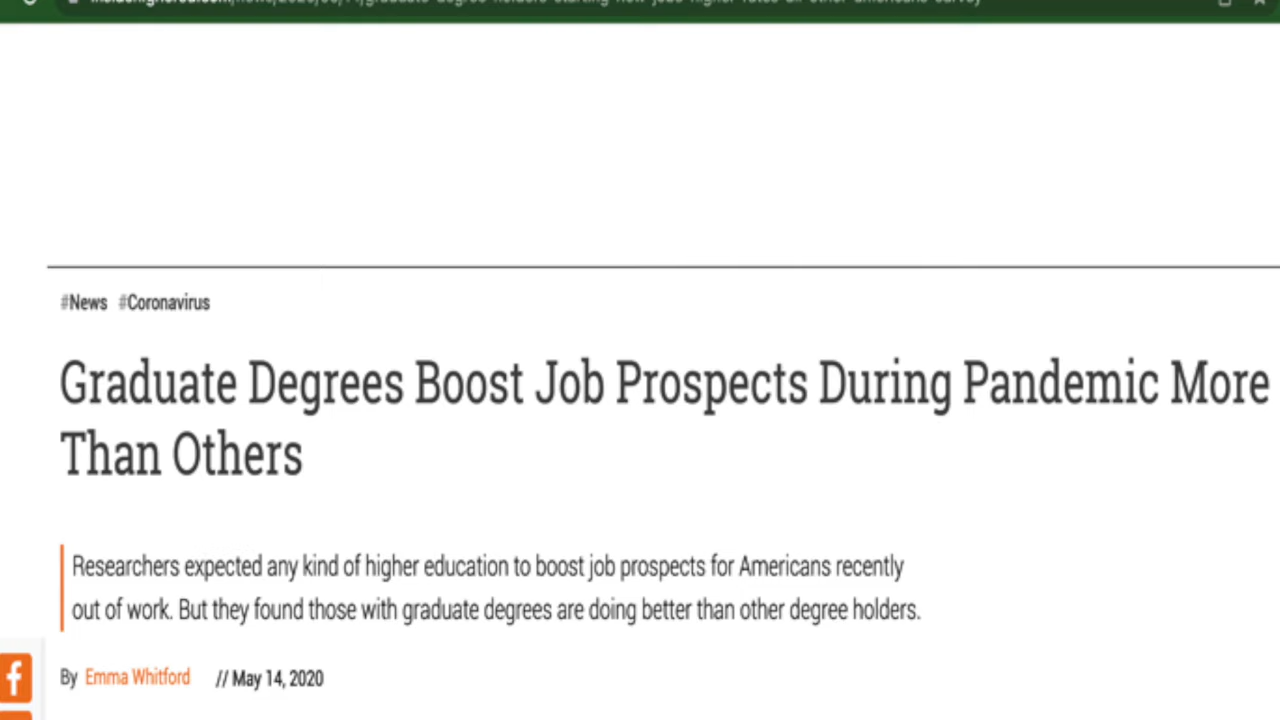 #News #Coronavirus
Graduate Degrees Boost Job Prospects During Pandemic More
Than Others
Researchers expected any kind of higher education to boost job prospects for Americans recently
out of work. But they found those with graduate degrees are doing better than other degree holders.
f
By Emma Whitford // May 14, 2020